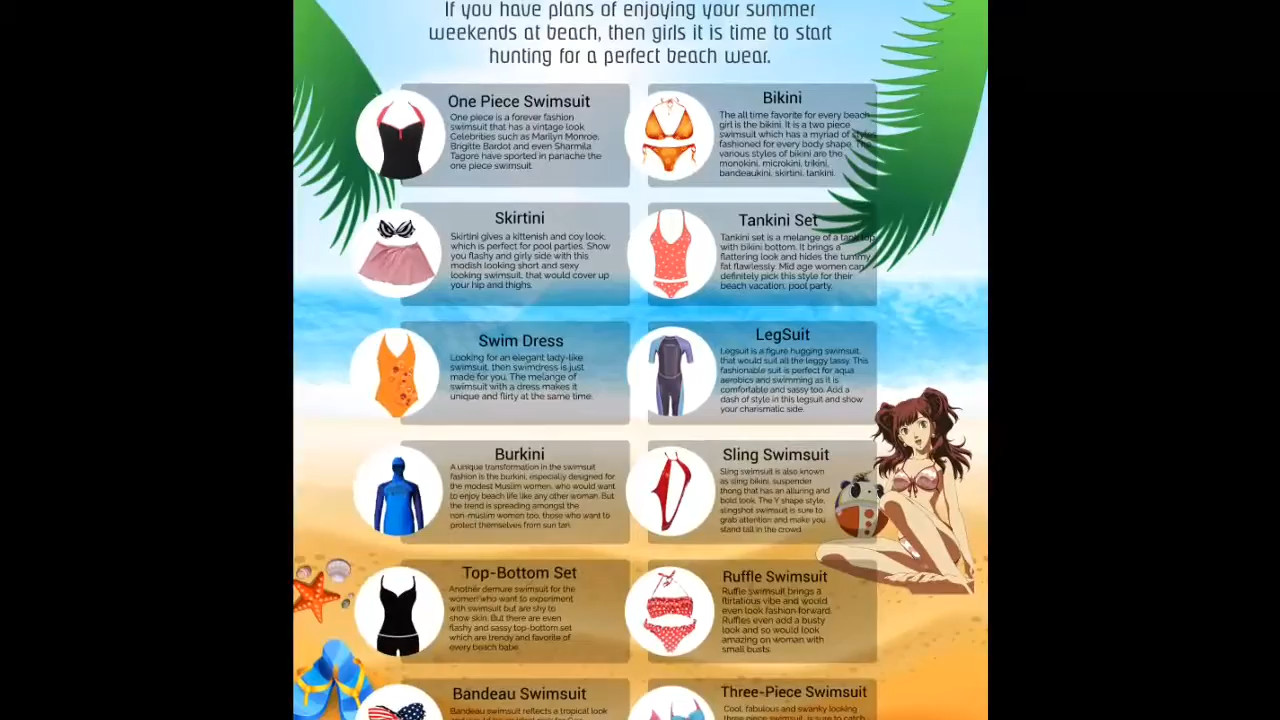 If you have plans of enjoying your summer
weekends at beach, then girls it is time to start
hunting for a perfect beach wear.
One Piece Swimsuit
One piece is a forever fashion
swimsuit that has a vintage look
Celebrities such as Marilyn Monroe,
Brigitte Bardot and even Sharmila
Tagore have sported in panache the
one piece swimsuit.
Bikini
The all time favorite for every beach
girl is the bikini. It is a two piece
swimsuit which has a myriad of styles
fashioned for every body shape. The
various styles of bikini are the
monokini, microkini, trikini,
bandeaukini, skirtini, tankini.
Skirtini
Skirtini gives a kittenish and coy look,
which is perfect for pool parties. Show
you flashy and girly side with this
modish looking short and sexy
looking swimsuit, that would cover up
your hip and thighs.
Tankini Set
Tankini set is a melange of a tank top
with bikini bottom. It brings a
flattering look and hides the tummy
fat flawlessly. Mid age women can
definitely pick this style for their
beach vacation, pool party.
Swim Dress
Looking for an elegant lady-like
swimsuit, then swimdress is just
made for you. The melange of
swimsuit with a dress makes it
unique and flirty at the same time.
LegSuit
Legsuit is a figure hugging swimsuit,
that would suit all the leggy lassy. This
fashionable suit is perfect for aqua
aerobics and swimming as it is
comfortable and sassy too. Add a
dash of style in this legsuit and show
your charismatic side.
Burkini
A unique transformation in the swimsuit
fashion is the burkini, especially designed for
the modest Muslim women, who would want
to enjoy beach life like any other woman. But
the trend is spreading amongst the
non-muslim women too, those who want to
protect themselves from sun tan.
Sling Swimsuit
Sling swimsuit is also known
as sling bikini, suspender
thong that has an alluring and
bold look. The Y shape style,
slingshot swimsuit is sure to
grab attention and make you
stand tall in the crowd.
Top-Bottom Set
Another demure swimsuit for the
women who want to experiment
with swimsuit but are shy to
show skin. But there are even
flashy and sassy top-bottom set
which are trendy and favorite of
every beach babe.
Ruffle Swimsuit
Ruffle swimsuit brings a
flirtatious vibe and would
even look fashion forward.
Ruffles even add a busty
look and so would look
amazing on woman with
small busts.
Bandeau Swimsuit
Bandeau swimsuit reflects a tropical look
Three-Piece Swimsuit
Cool, fabulous and swanky looking
three piece swimsuit, is sure to catch